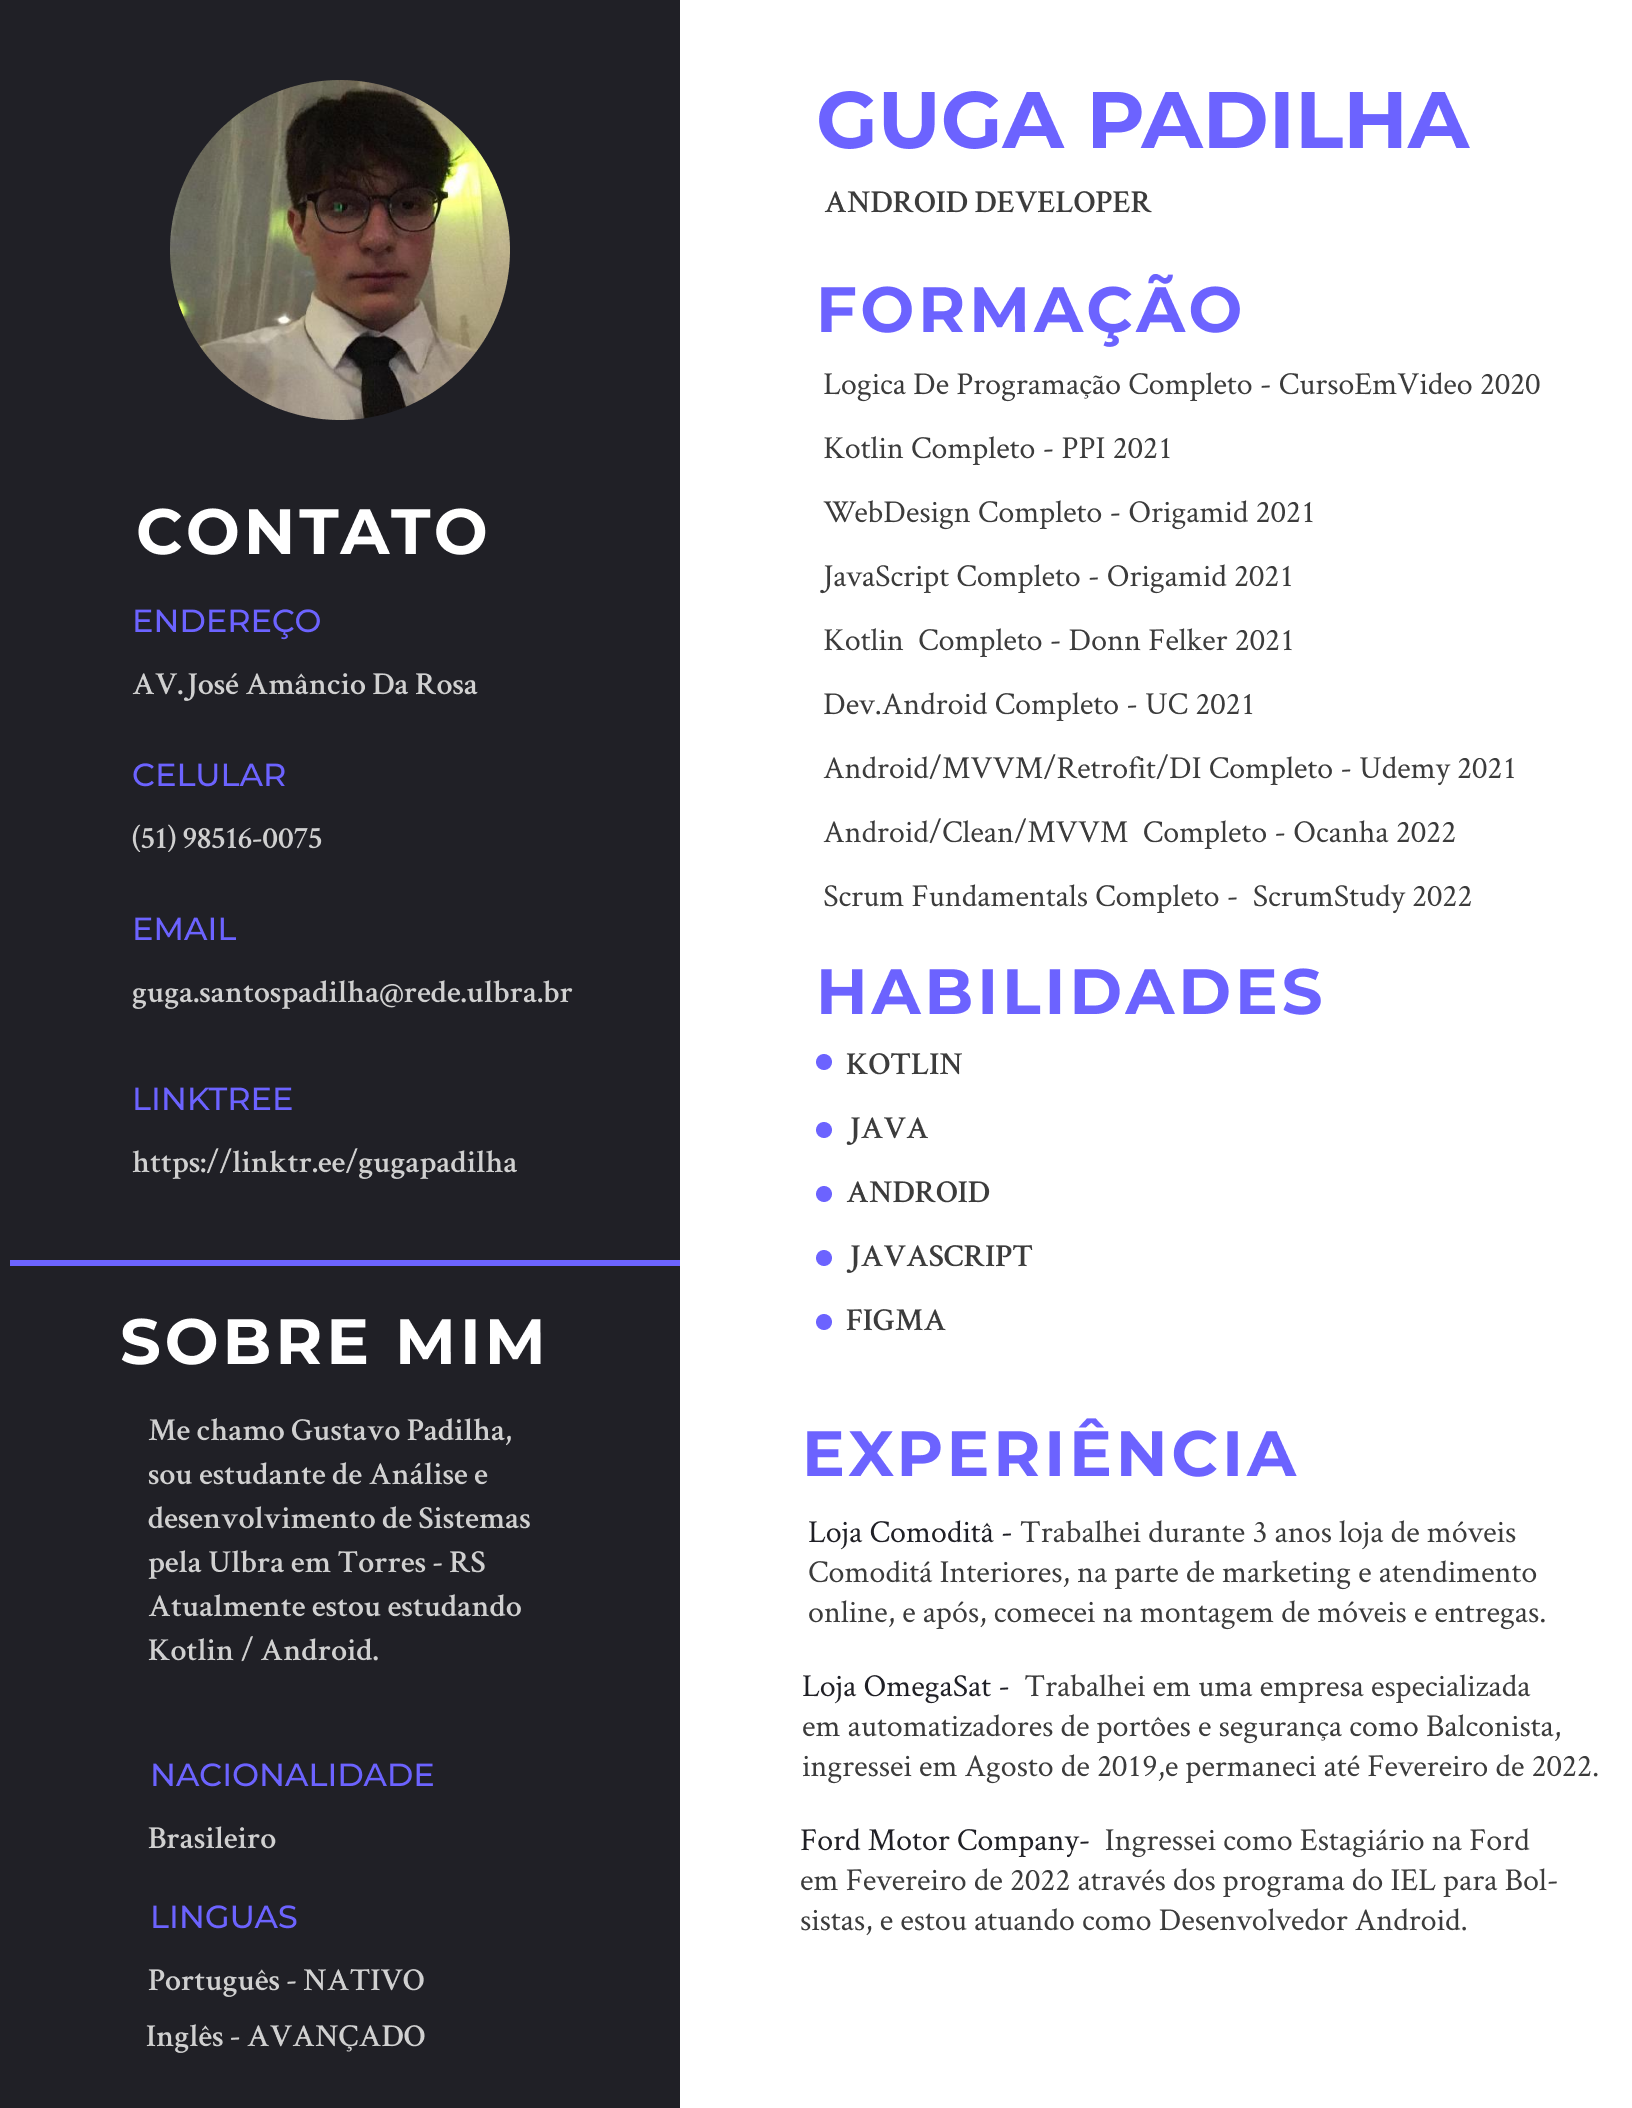 CONTATO
ENDEREÇO
AV.José Amâncio Da Rosa
CELULAR
(51) 98516-0075
EMAIL
guga.santospadilha@rede.ulbra.br
LINKTREE
https://linktr.ee/gugapadilha
SOBRE MIM
Me chamo Gustavo Padilha,
sou estudante de Análise e
desenvolvimento de Sistemas
pela Ulbra em Torres - RS
Atualmente estou estudando
Kotlin / Android.
NACIONALIDADE
Brasileiro
LINGUAS
Português - NATIVO
Inglês - AVANÇADO
GUGA PADILHA
ANDROID DEVELOPER
FORMAÇÃO
Logica De Programação Completo - CursoEmVideo 2020
Kotlin Completo - PPI 2021
WebDesign Completo - Origamid 2021
JavaScript Completo - Origamid 2021
Kotlin  Completo - Donn Felker 2021
Dev.Android Completo - UC 2021
Android/MVVM/Retrofit/DI Completo - Udemy 2021
Android/Clean/MVVM  Completo - Ocanha 2022
Scrum Fundamentals Completo -  ScrumStudy 2022
HABILIDADES
KOTLIN
JAVA
ANDROID
JAVASCRIPT
FIGMA
EXPERIÊNCIA
Loja Comoditâ - Trabalhei durante 3 anos loja de móveis
Comoditá Interiores, na parte de marketing e atendimento
online, e após, comecei na montagem de móveis e entregas.
Loja OmegaSat -  Trabalhei em uma empresa especializada
em automatizadores de portôes e segurança como Balconista,
ingressei em Agosto de 2019,e permaneci até Fevereiro de 2022.
Ford Motor Company-  Ingressei como Estagiário na Ford
em Fevereiro de 2022 através dos programa do IEL para Bol-
sistas, e estou atuando como Desenvolvedor Android.